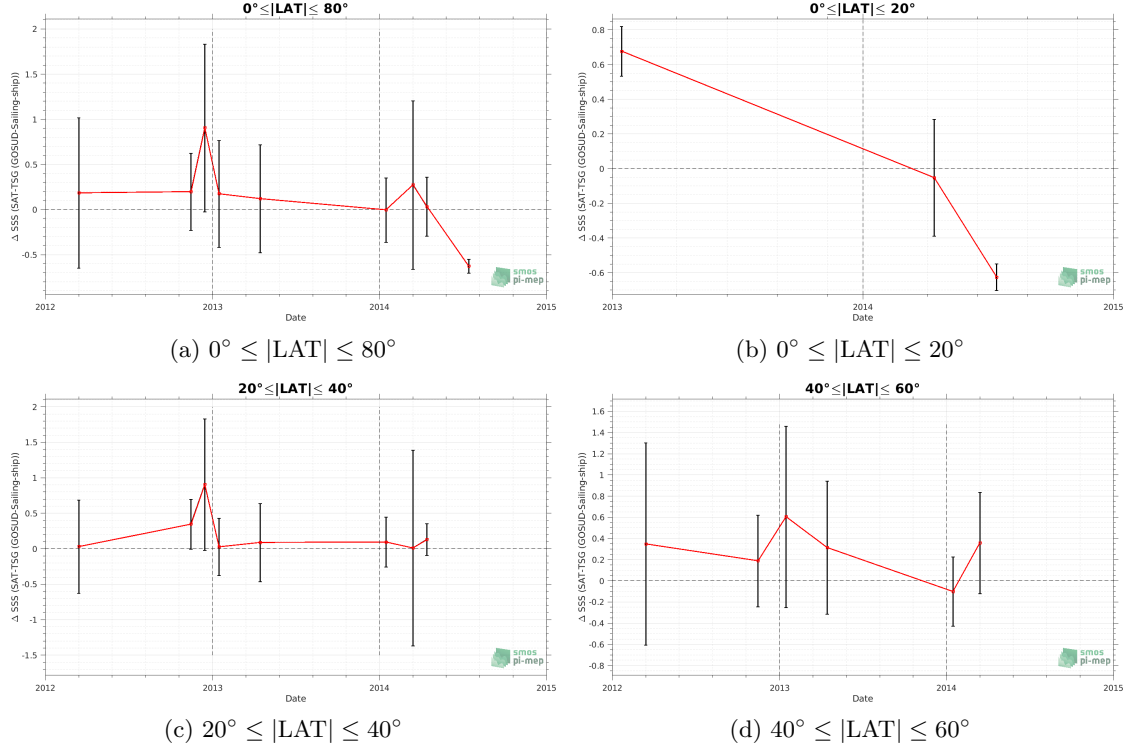 0°≤|LAT|≤ 80°
2
1.5
1
0.5
0
-0.5
Δ SSS (SAT-TSG (GOSUD-Sailing-ship))
2012
2013
2014
2015
Date
smos
pi-mep
(a) 0° ≤ |LAT| ≤ 80°
0°≤|LAT|≤ 20°
0.8
0.6
0.4
0.2
0
-0.2
-0.4
-0.6
Δ SSS (SAT-TSG (GOSUD-Sailing-ship))
2013
2014
2015
Date
smos
pi-mep
(b) 0° ≤ |LAT| ≤ 20°
20°≤|LAT|≤ 40°
2
1.5
1
0.5
0
-0.5
-1
-1.5
Δ SSS (SAT-TSG (GOSUD-Sailing-ship))
2012
2013
2014
2015
Date
smos
pi-mep
(c) 20° ≤ |LAT| ≤ 40°
40°≤|LAT|≤ 60°
1.6
1.4
1.2
1
0.8
0.6
0.4
0.2
0
-0.2
-0.4
-0.6
-0.8
Δ SSS (SAT-TSG (GOSUD-Sailing-ship))
2012
2013
2014
2015
Date
smos
pi-mep
(d) 40° ≤ |LAT| ≤ 60°